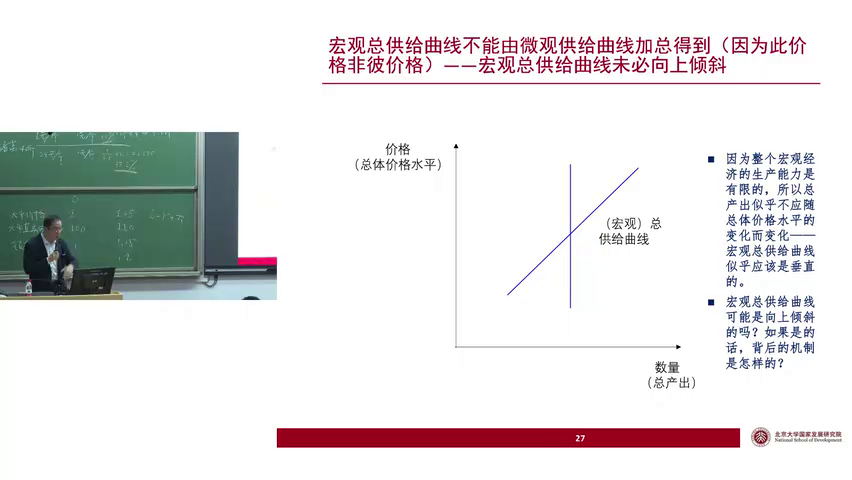 宏观总供给曲线不能由微观供给曲线加总得到（因为此价
格非彼价格）——宏观总供给曲线未必向上倾斜
价格
（总体价格水平）
（宏观）总
供给曲线
数量
（总产出）
■ 因为整个宏观经
济的生产能力是
有限的，所以总
产出似乎不应随
总体价格水平的
变化而变化——
宏观总供给曲线
似乎应该是垂直
的。
■ 宏观总供给曲线
可能是向上倾斜
的吗？如果是的
话，背后的机制
是怎样的？
27
北京大学国家发展研究院
National School of Development